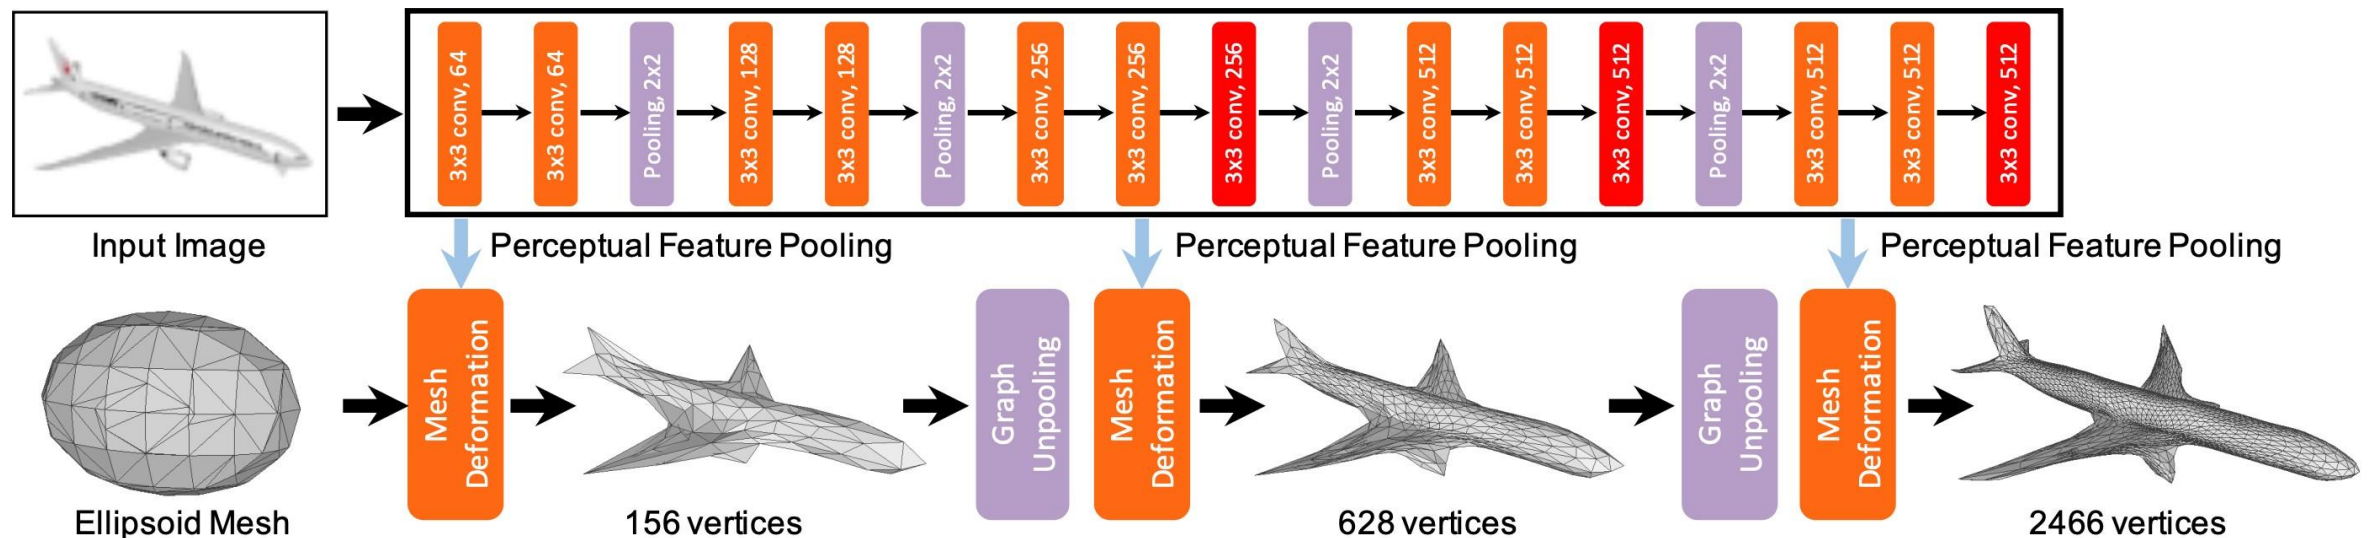 3x3 conv, 64
3x3 conv, 64
Pooling, 2x2
3x3 conv, 128
3x3 conv, 128
Pooling, 2x2
3x3 conv, 256
3x3 conv, 256
3x3 conv, 256
Pooling, 2x2
3x3 conv, 512
3x3 conv, 512
3x3 conv, 512
Pooling, 2x2
3x3 conv, 512
3x3 conv, 512
3x3 conv, 512
Input Image
Perceptual Feature Pooling
Perceptual Feature Pooling
Perceptual Feature Pooling
Mesh
Deformation
Graph
Unpooling
Mesh
Deformation
Graph
Unpooling
Mesh
Deformation
Ellipsoid Mesh
156 vertices
628 vertices
2466 vertices